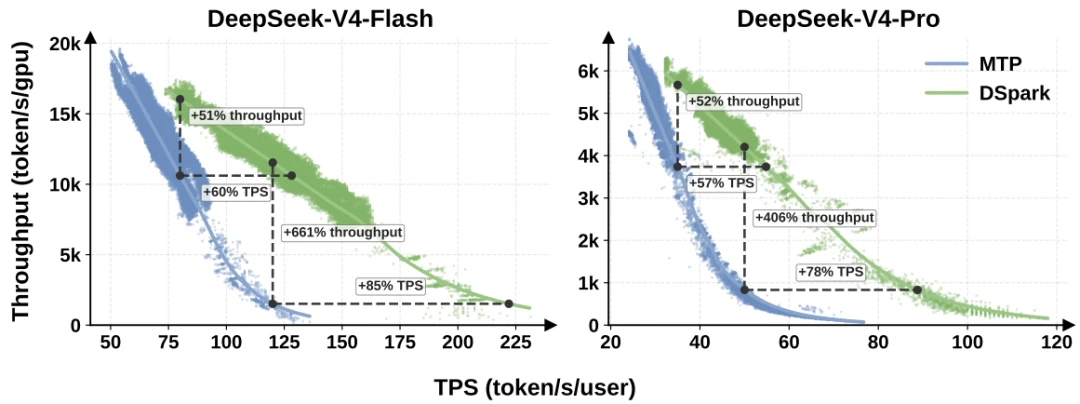 DeepSeek-V4-Flash
Throughput (token/s/gpu)
20k
15k
10k
5k
0
50
75
100
125
150
175
200
225
+51% throughput
+60% TPS
+661% throughput
+85% TPS
DeepSeek-V4-Pro
6k
5k
4k
3k
2k
1k
0
20
40
60
80
100
120
MTP
DSpark
+52% throughput
+57% TPS
+406% throughput
+78% TPS
TPS (token/s/user)